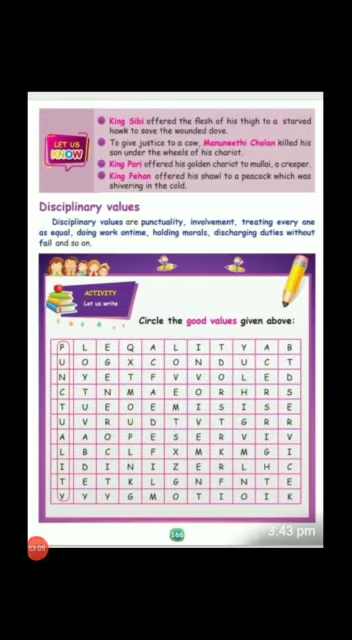 King Sibi offered the flesh of his thigh to a starved
hawk to save the wounded dove.
To give justice to a cow, Manuneethi Cholan killed his
son under the wheels of his chariot.
King Pari offered his golden chariot to mullai, a creeper.
King Pehan offered his shawl to a peacock which was
shivering in the cold.
LET US
KNOW
Disciplinary values
Disciplinary values are punctuality, involvement, treating every one
as equal, doing work ontime, holding morals, discharging duties without
fail and so on.
ACTIVITY
Let us write
Circle the good values given above:
P L E Q A L I T Y A B
U O G X C O N D U C T
N Y E T F V V O L E D
C T N M A E O R H R S
T U E O E M I S I S E
U V R U D T V T G R R
A A O P E S E R V I V
L B C L F X M K M G I
I D I N I Z E R L H C
T E T K L G N F N T E
Y Y Y G M O T I O I K
166
3:43 pm
03:09